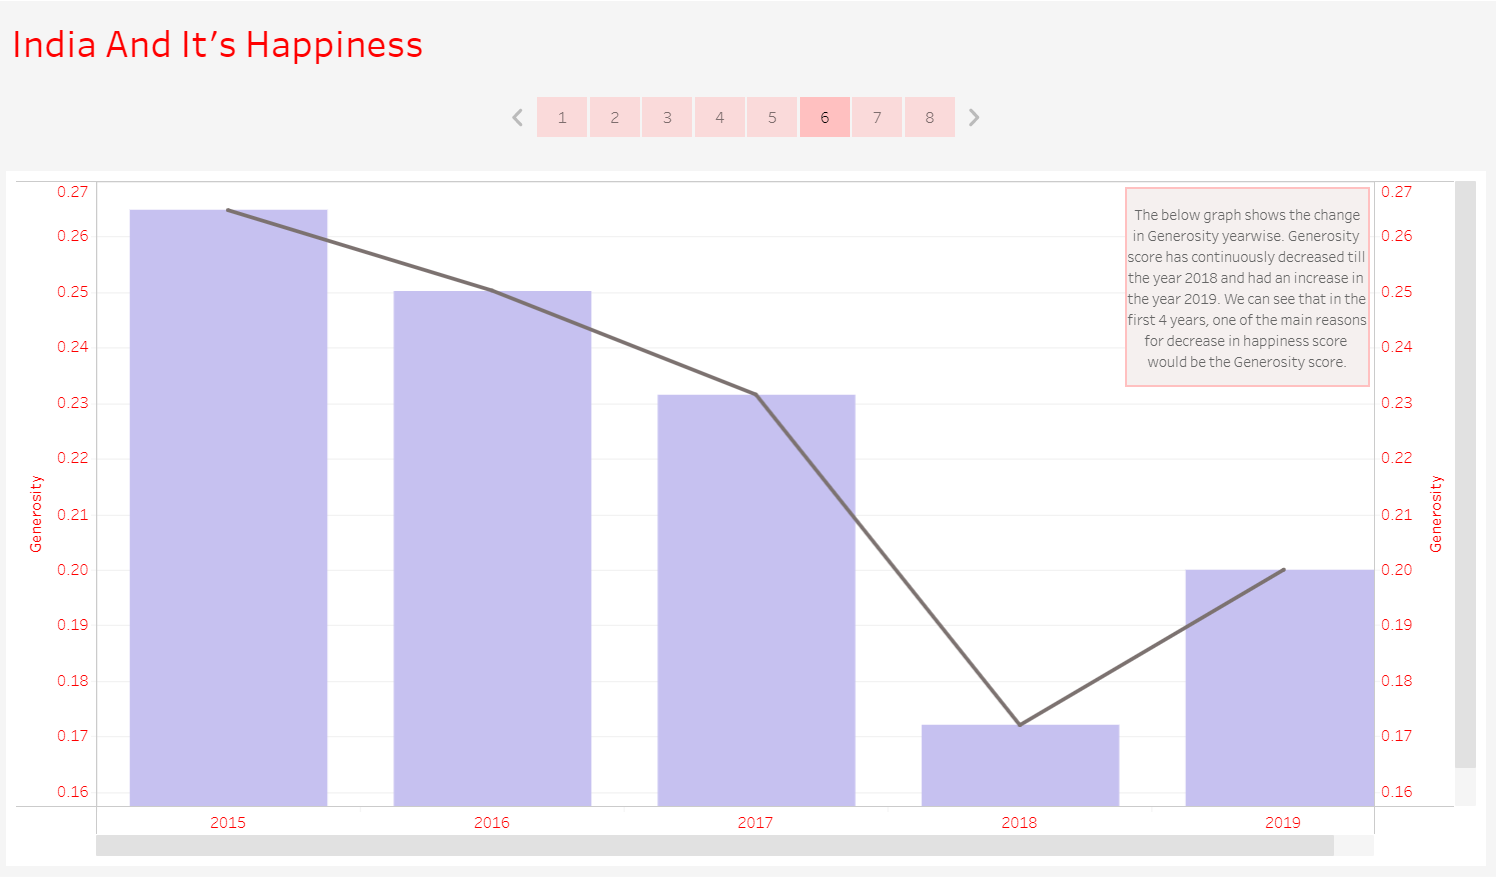 India And It’s Happiness
1 2 3 4 5 6 7 8
The below graph shows the change
in Generosity yearwise. Generosity
score has continuously decreased till
the year 2018 and had an increase in
the year 2019. We can see that in the
first 4 years, one of the main reasons
for decrease in happiness score
would be the Generosity score.
Generosity
0.27
0.26
0.25
0.24
0.23
0.22
0.21
0.20
0.19
0.18
0.17
0.16
0.27
0.26
0.25
0.24
0.23
0.22
0.21
0.20
0.19
0.18
0.17
0.16
Generosity
2015 2016 2017 2018 2019